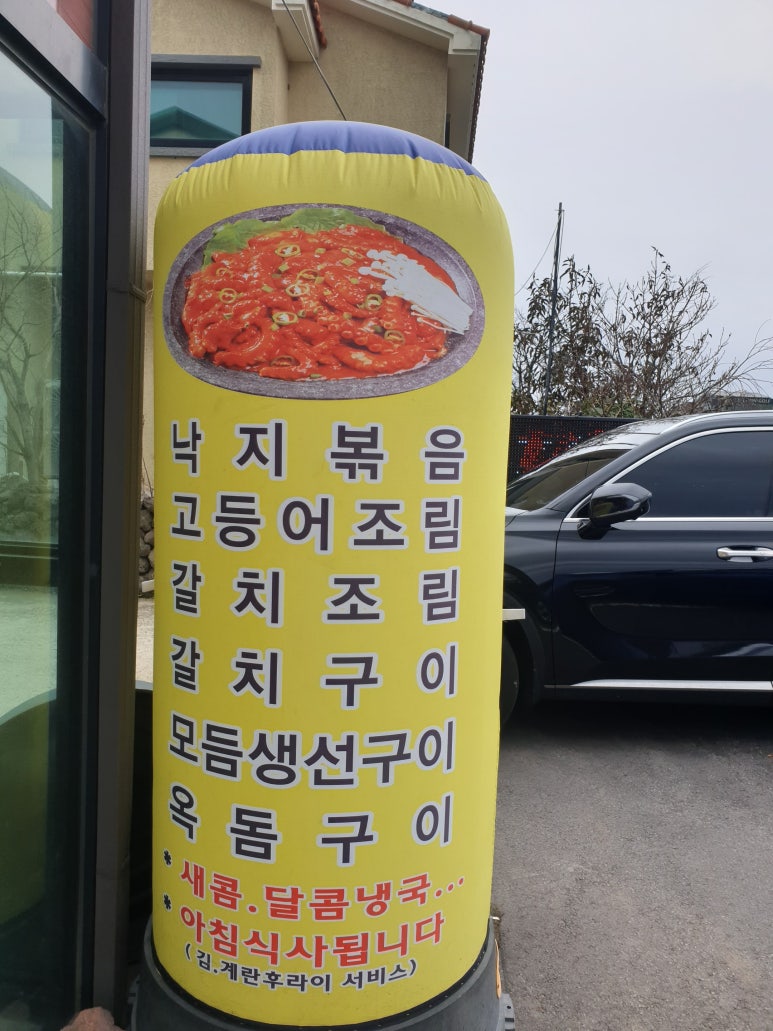 낙지볶음
고등어조림
갈치조림
갈치구이
모듬생선구이
옥돔구이
* 새콤.달콤냉국...
* 아침식사됩니다
(김.계란후라이 서비스)